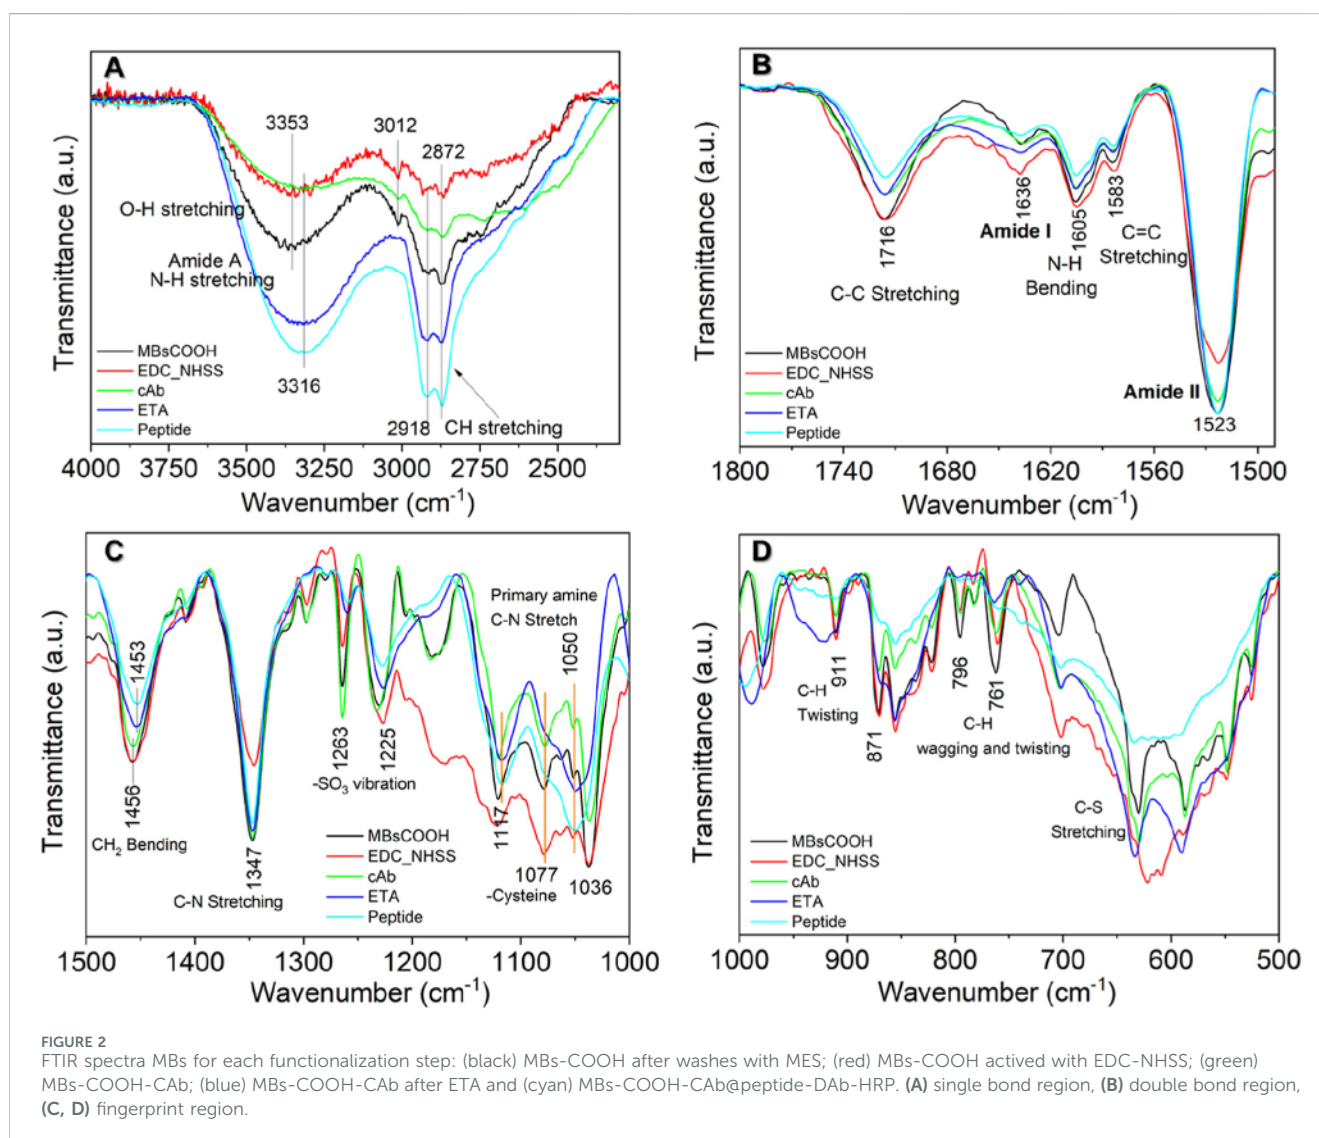 A
3353
3012
2872
O-H stretching
Amide A
N-H stretching
MBsCOOH
EDC_NHSS
cAb
ETA
Peptide
3316
2918
CH stretching
4000 3750 3500 3250 3000 2750 2500
Wavenumber (cm-1)
Transmittance (a.u.)
B
1716
C-C Stretching
Amide I
1636
1605
1583
N-H
Bending
C=C
Stretching
MBsCOOH
EDC_NHSS
cAb
ETA
Peptide
Amide II
1523
1800 1740 1680 1620 1560 1500
Wavenumber (cm-1)
Transmittance (a.u.)
C
1453
1456
CH2 Bending
1347
C-N Stretching
1263
1225
-SO3 vibration
Primary amine
C-N Stretch
1050
1117
1077
-Cysteine
1036
MBsCOOH
EDC_NHSS
cAb
ETA
Peptide
1500 1400 1300 1200 1100 1000
Wavenumber (cm-1)
Transmittance (a.u.)
D
C-H
Twisting
911
871
796
761
C-H
wagging and twisting
C-S
Stretching
MBsCOOH
EDC_NHSS
cAb
ETA
Peptide
1000 900 800 700 600 500
Wavenumber (cm-1)
Transmittance (a.u.)
FIGURE 2
FTIR spectra MBs for each functionalization step: (black) MBs-COOH after washes with MES; (red) MBs-COOH actived with EDC-NHSS; (green)
MBs-COOH-CAb; (blue) MBs-COOH-CAb after ETA and (cyan) MBs-COOH-CAb@peptide-DAb-HRP. (A) single bond region, (B) double bond region,
(C, D) fingerprint region.